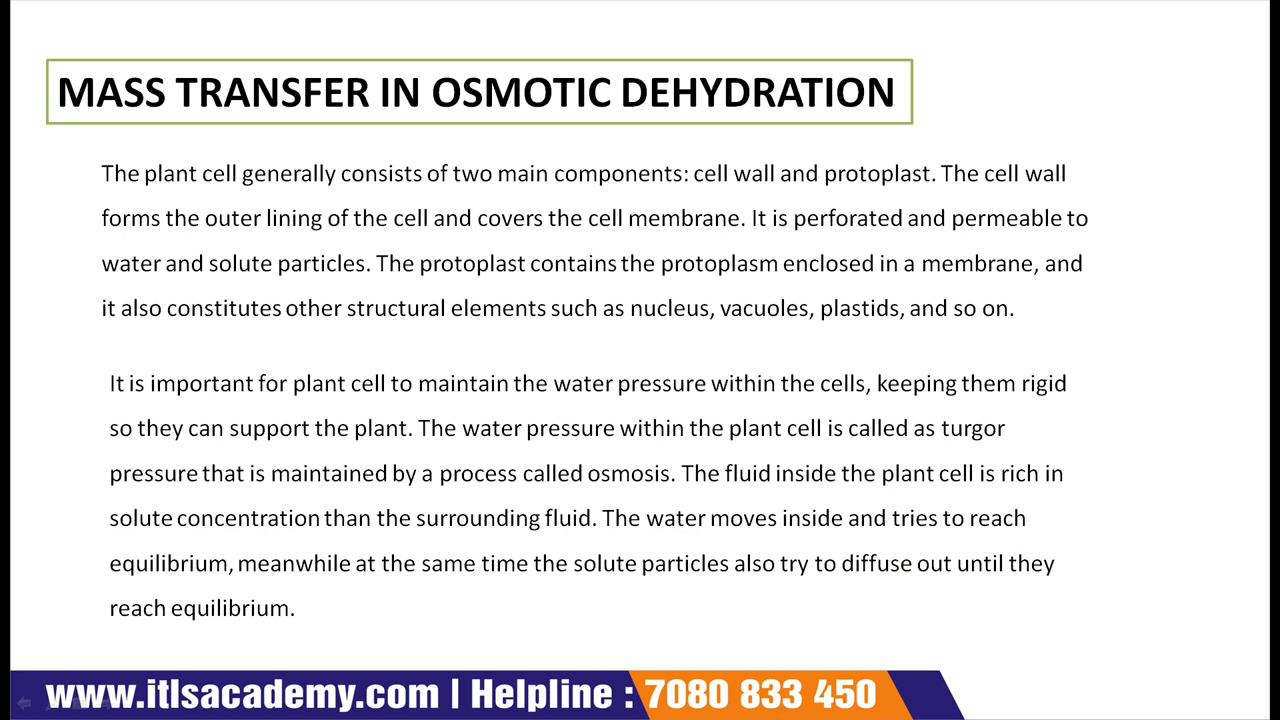 MASS TRANSFER IN OSMOTIC DEHYDRATION
The plant cell generally consists of two main components: cell wall and protoplast. The cell wall
forms the outer lining of the cell and covers the cell membrane. It is perforated and permeable to
water and solute particles. The protoplast contains the protoplasm enclosed in a membrane, and
it also constitutes other structural elements such as nucleus, vacuoles, plastids, and so on.
It is important for plant cell to maintain the water pressure within the cells, keeping them rigid
so they can support the plant. The water pressure within the plant cell is called as turgor
pressure that is maintained by a process called osmosis. The fluid inside the plant cell is rich in
solute concentration than the surrounding fluid. The water moves inside and tries to reach
equilibrium, meanwhile at the same time the solute particles also try to diffuse out until they
reach equilibrium.
www.itlsacademy.com | Helpline : 7080 833 450